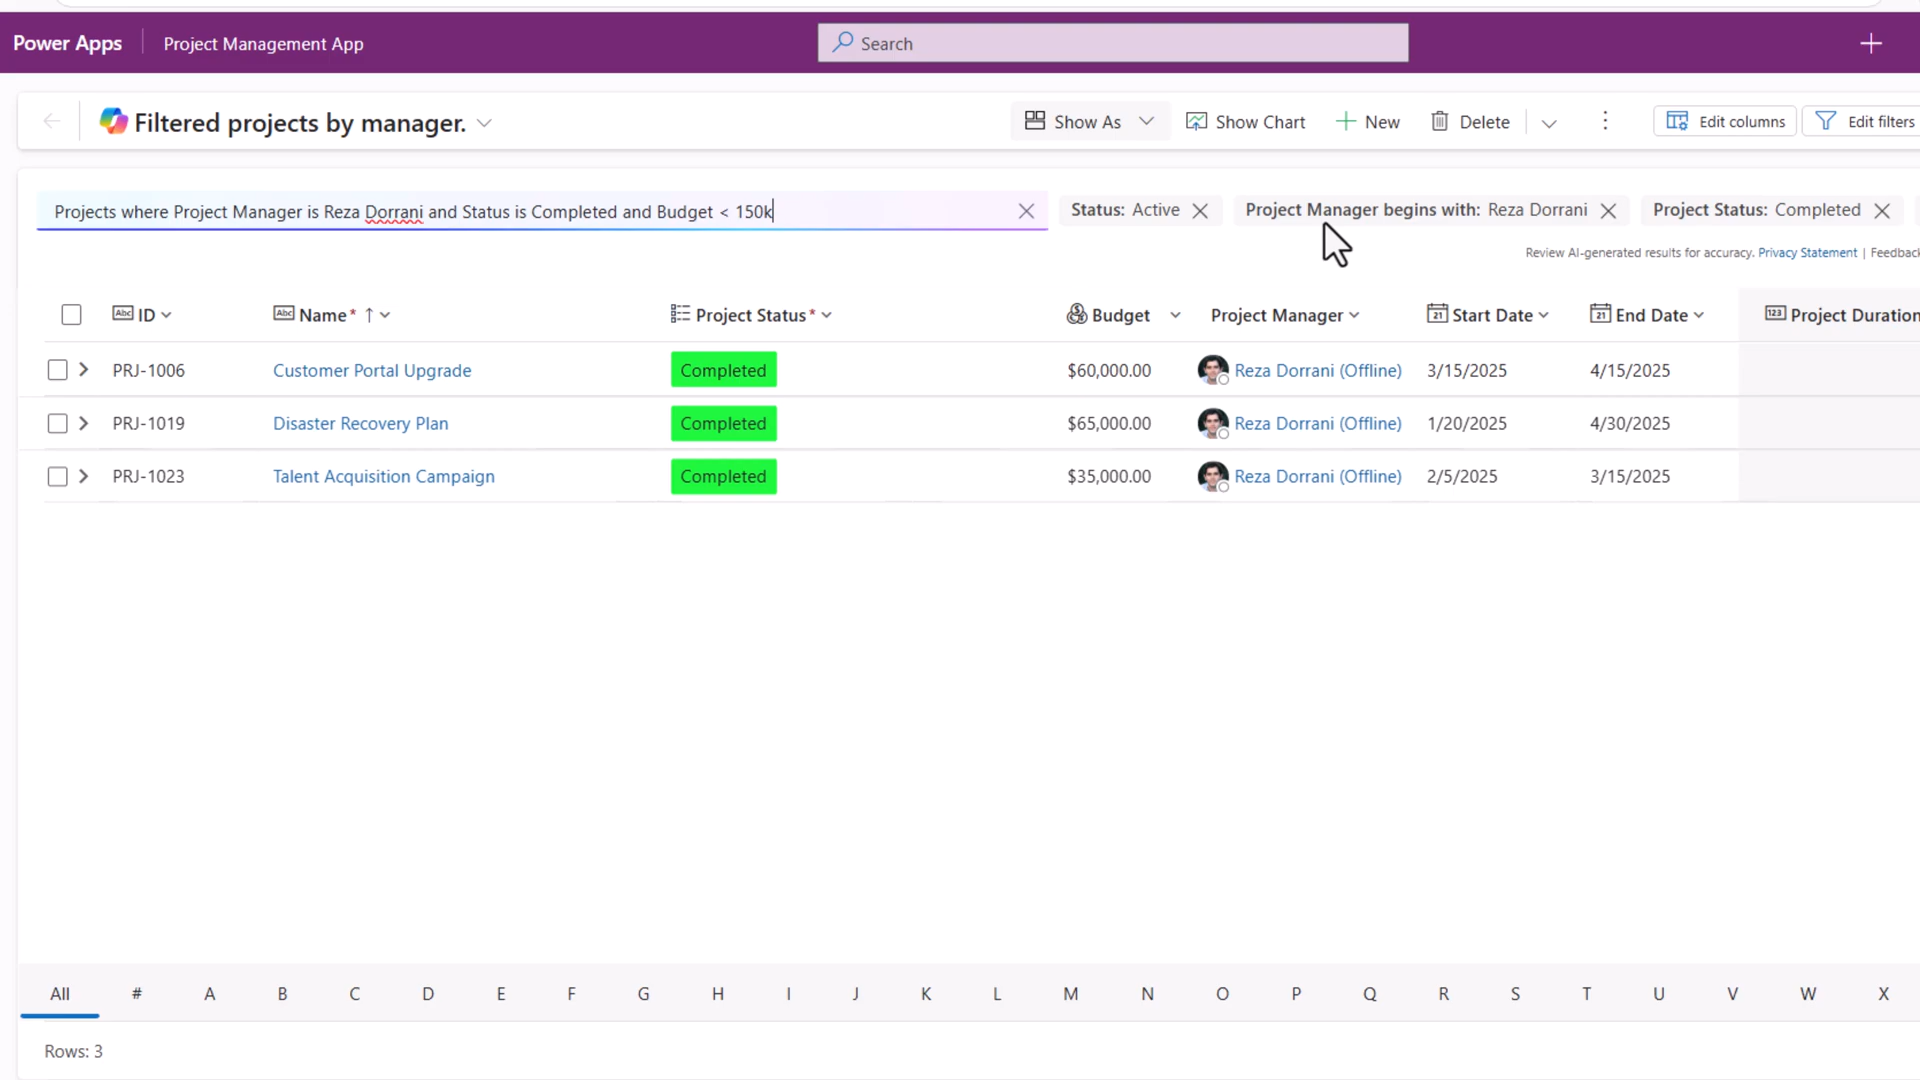 Power Apps
Project Management App
Search
Filtered projects by manager.
Show As
Show Chart
New
Delete
Edit columns
Edit filters
Projects where Project Manager is Reza Dorrani and Status is Completed and Budget < 150k
Status: Active
Project Manager begins with: Reza Dorrani
Project Status: Completed
Review AI-generated results for accuracy. Privacy Statement | Feedback
Abc ID
Abc Name* ↑
Project Status*
Budget
Project Manager
21 Start Date
21 End Date
123 Project Duration
PRJ-1006 Customer Portal Upgrade Completed $60,000.00 Reza Dorrani (Offline) 3/15/2025 4/15/2025
PRJ-1019 Disaster Recovery Plan Completed $65,000.00 Reza Dorrani (Offline) 1/20/2025 4/30/2025
PRJ-1023 Talent Acquisition Campaign Completed $35,000.00 Reza Dorrani (Offline) 2/5/2025 3/15/2025
All # A B C D E F G H I J K L M N O P Q R S T U V W X
Rows: 3